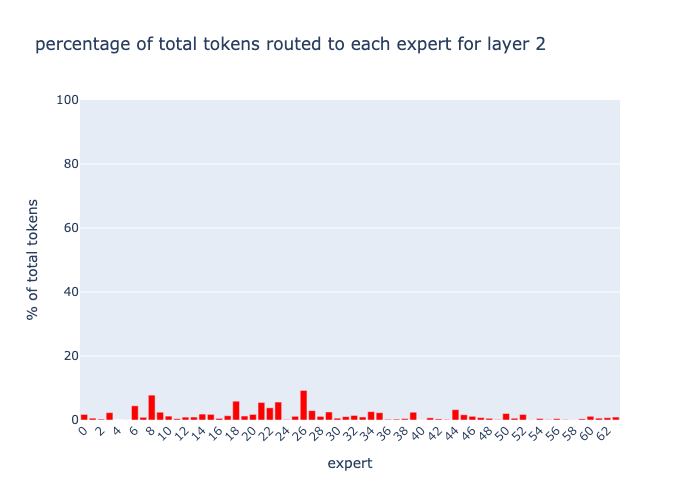 percentage of total tokens routed to each expert for layer 2
100
80
60
40
20
0
% of total tokens
0 2 4 6 8 10 12 14 16 18 20 22 24 26 28 30 32 34 36 38 40 42 44 46 48 50 52 54 56 58 60 62
expert